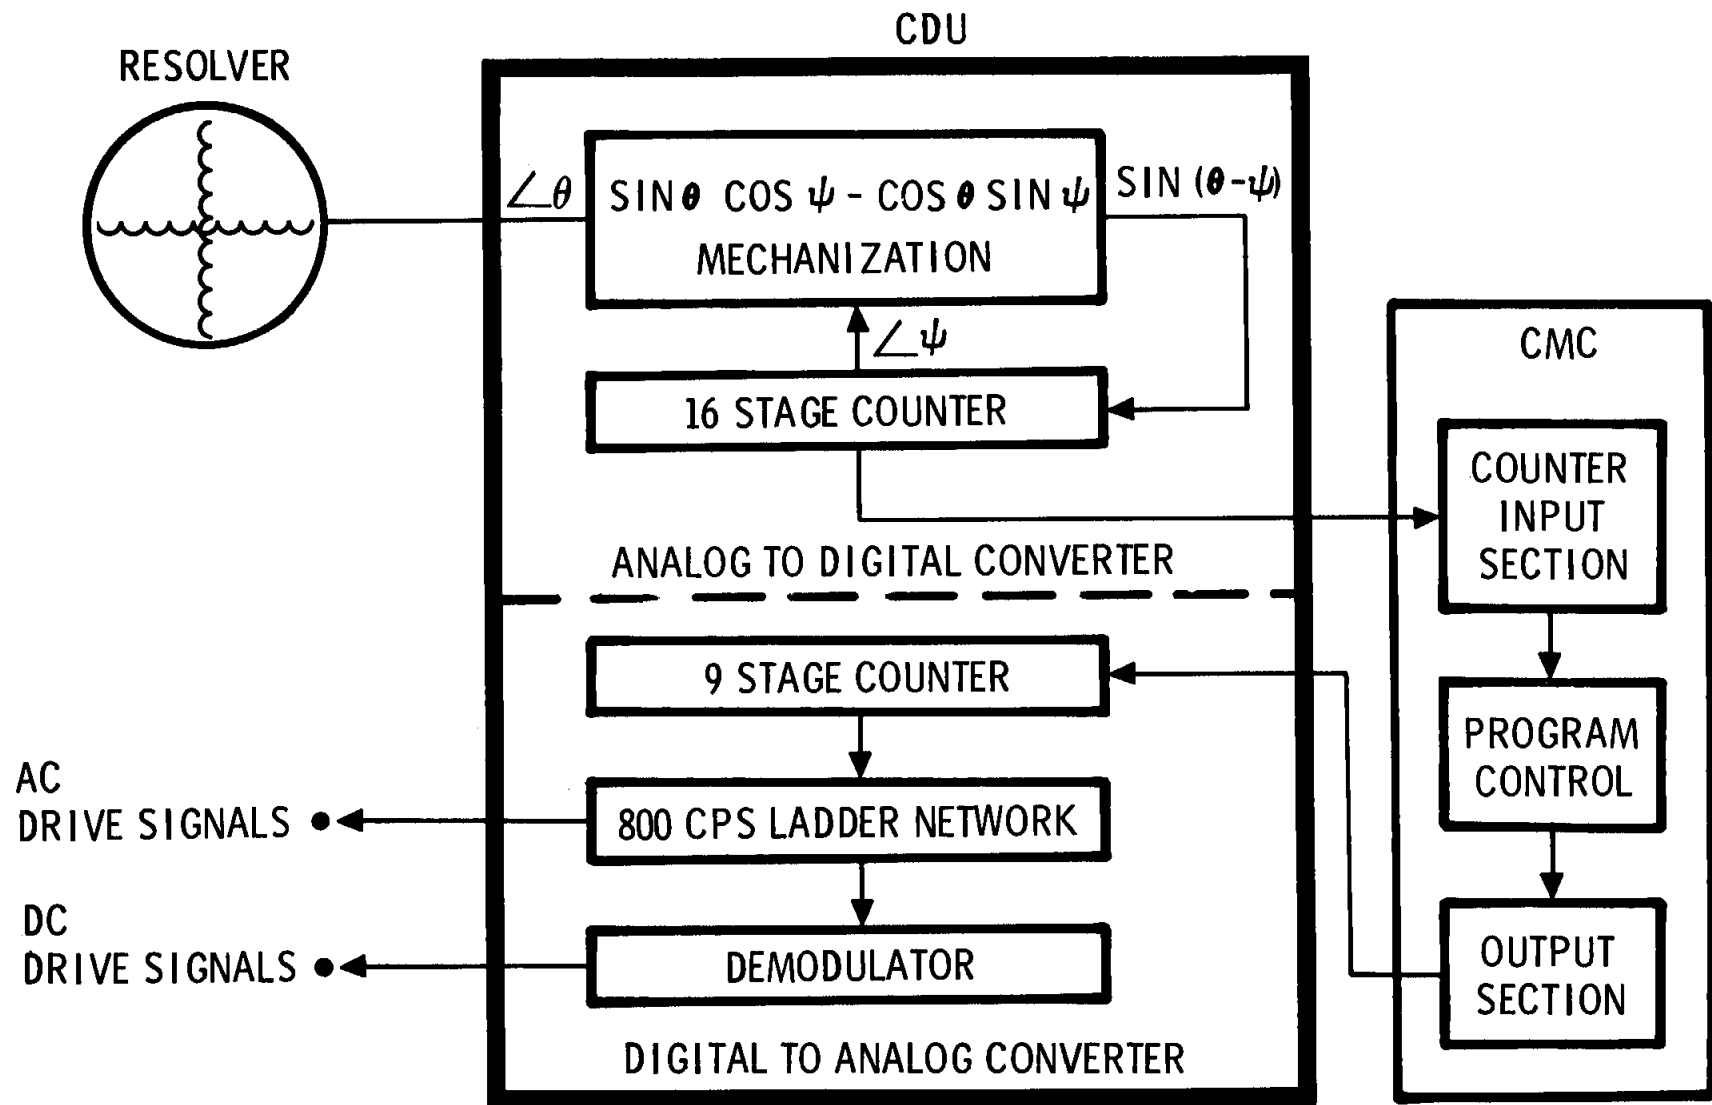 CDU
RESOLVER
∠θ
SIN θ COS ψ - COS θ SIN ψ
MECHANIZATION
SIN (θ-ψ)
∠ψ
16 STAGE COUNTER
ANALOG TO DIGITAL CONVERTER
9 STAGE COUNTER
800 CPS LADDER NETWORK
DEMODULATOR
DIGITAL TO ANALOG CONVERTER
AC
DRIVE SIGNALS
DC
DRIVE SIGNALS
CMC
COUNTER
INPUT
SECTION
PROGRAM
CONTROL
OUTPUT
SECTION